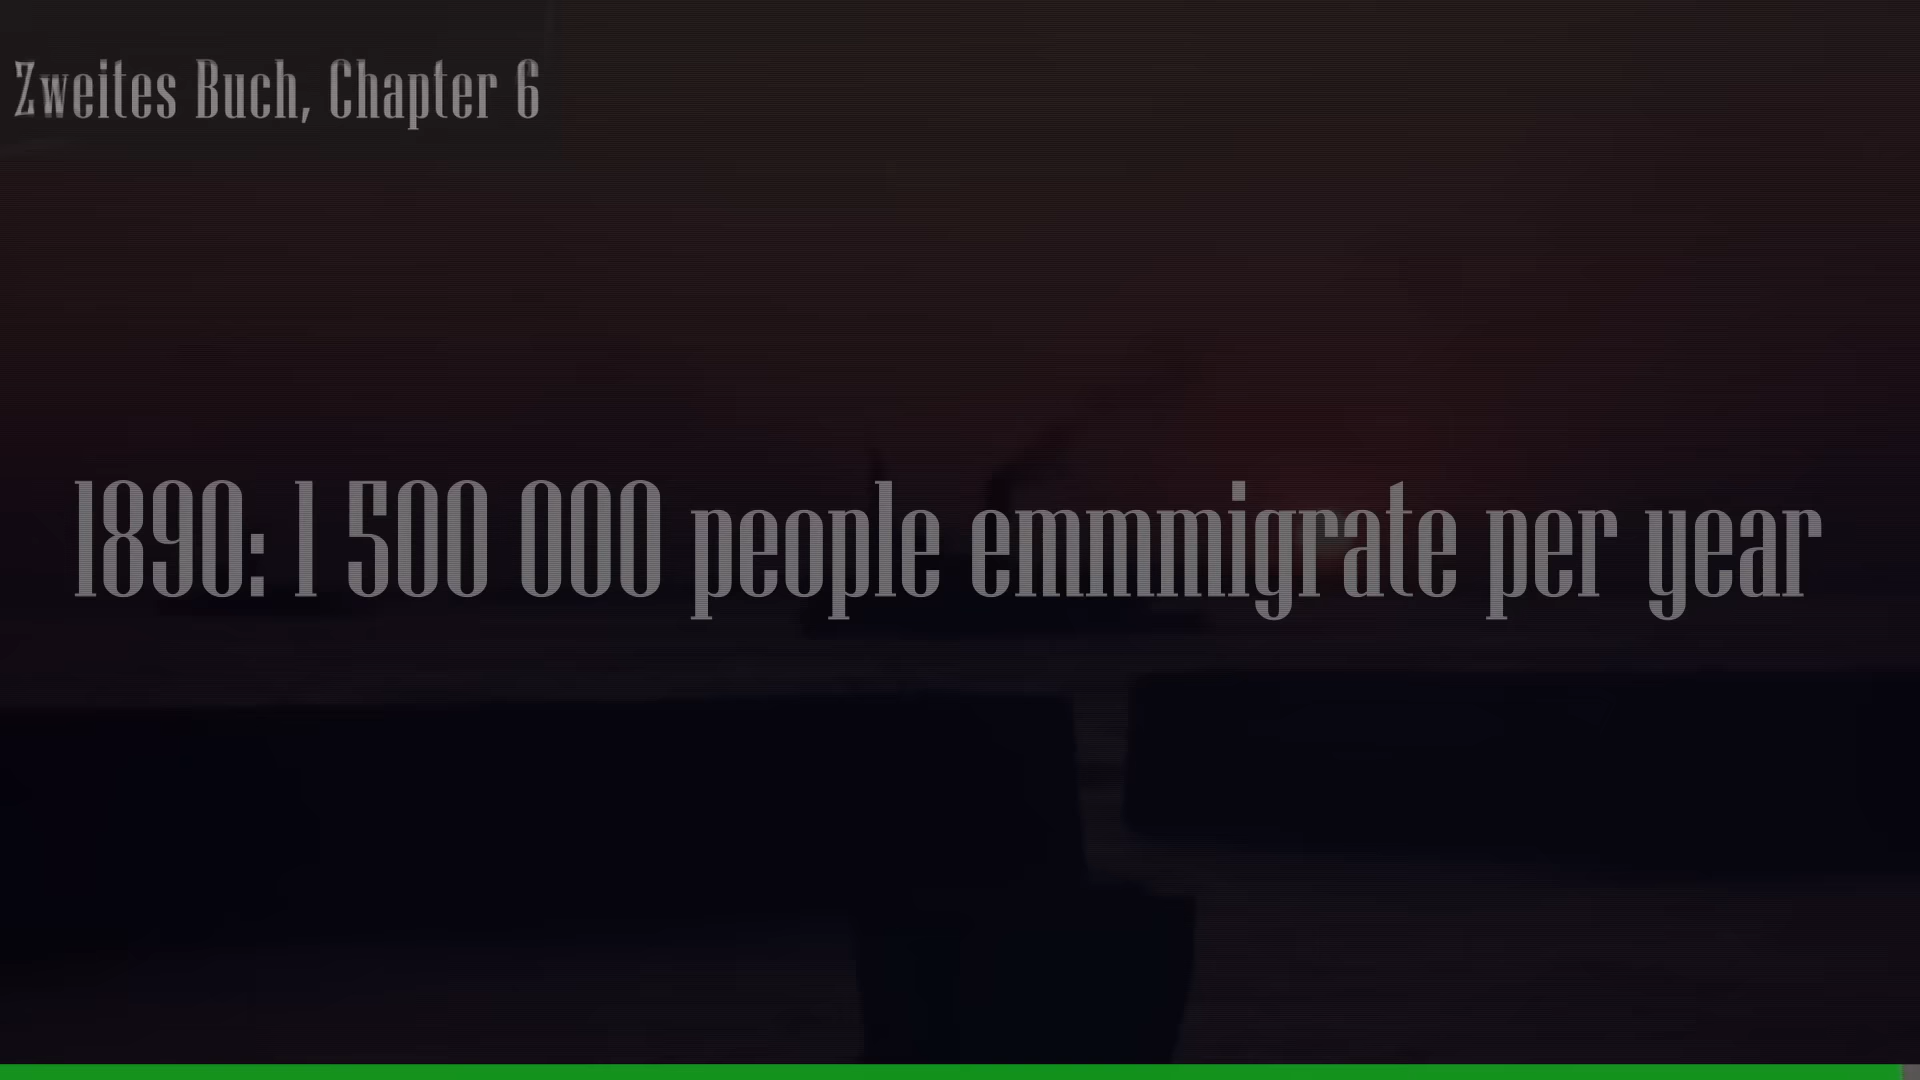 Zweites Buch, Chapter 6
1890: 1 500 000 people emmmigrate per year